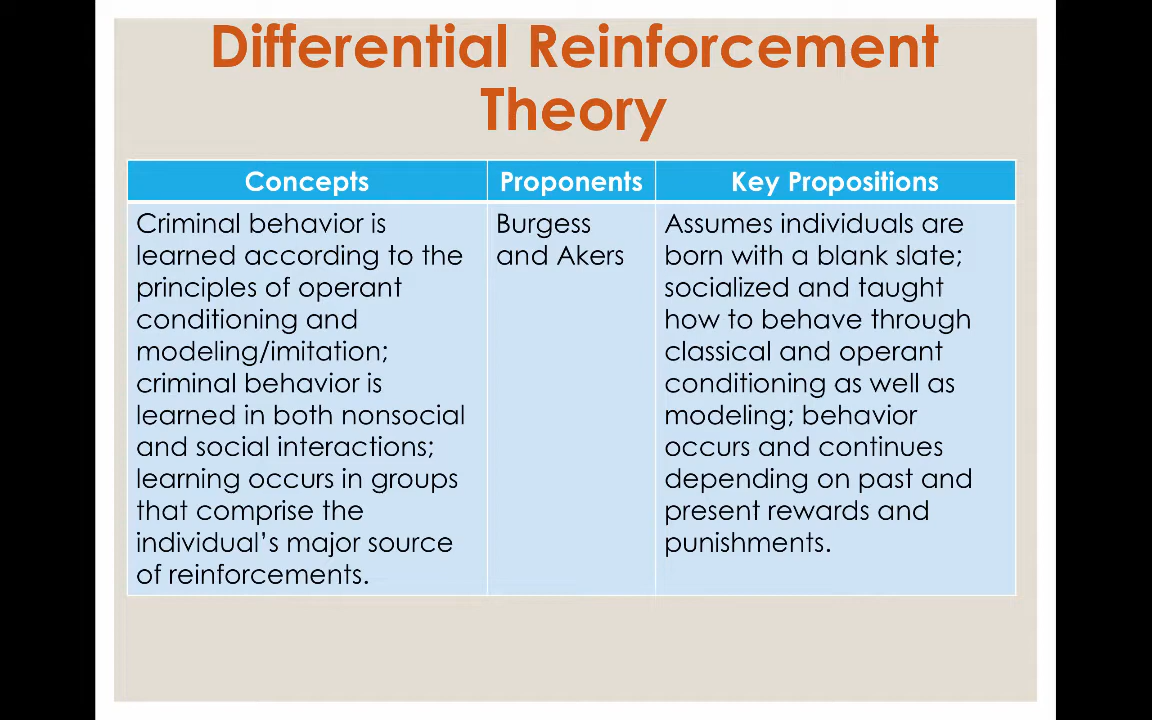 Differential Reinforcement
Theory
Concepts
Proponents
Key Propositions
Criminal behavior is
learned according to the
principles of operant
conditioning and
modeling/imitation;
criminal behavior is
learned in both nonsocial
and social interactions;
learning occurs in groups
that comprise the
individual’s major source
of reinforcements.
Burgess
and Akers
Assumes individuals are
born with a blank slate;
socialized and taught
how to behave through
classical and operant
conditioning as well as
modeling; behavior
occurs and continues
depending on past and
present rewards and
punishments.